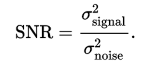 SNR = σ²_signal / σ²_noise.